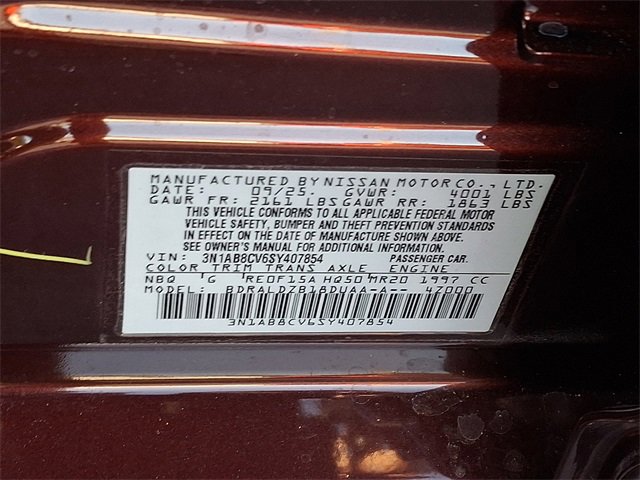 MANUFACTURED BY NISSAN MOTOR CO., LTD.
DATE: 09/25. GVWR: 4001 LBS
GAWR FR: 2161 LBS GAWR RR: 1863 LBS
THIS VEHICLE CONFORMS TO ALL APPLICABLE FEDERAL MOTOR
VEHICLE SAFETY, BUMPER AND THEFT PREVENTION STANDARDS
IN EFFECT ON THE DATE OF MANUFACTURE SHOWN ABOVE.
SEE OWNER'S MANUAL FOR ADDITIONAL INFORMATION.
VIN: 3N1AB8CV6SY407854 PASSENGER CAR.
COLOR TRIM TRANS AXLE ENGINE
NBQ G RE0F15A HQ50 MR20 1997 CC
MODEL: BDRALDZB18DUAA-A-- 47000
3N1AB8CV6SY407854